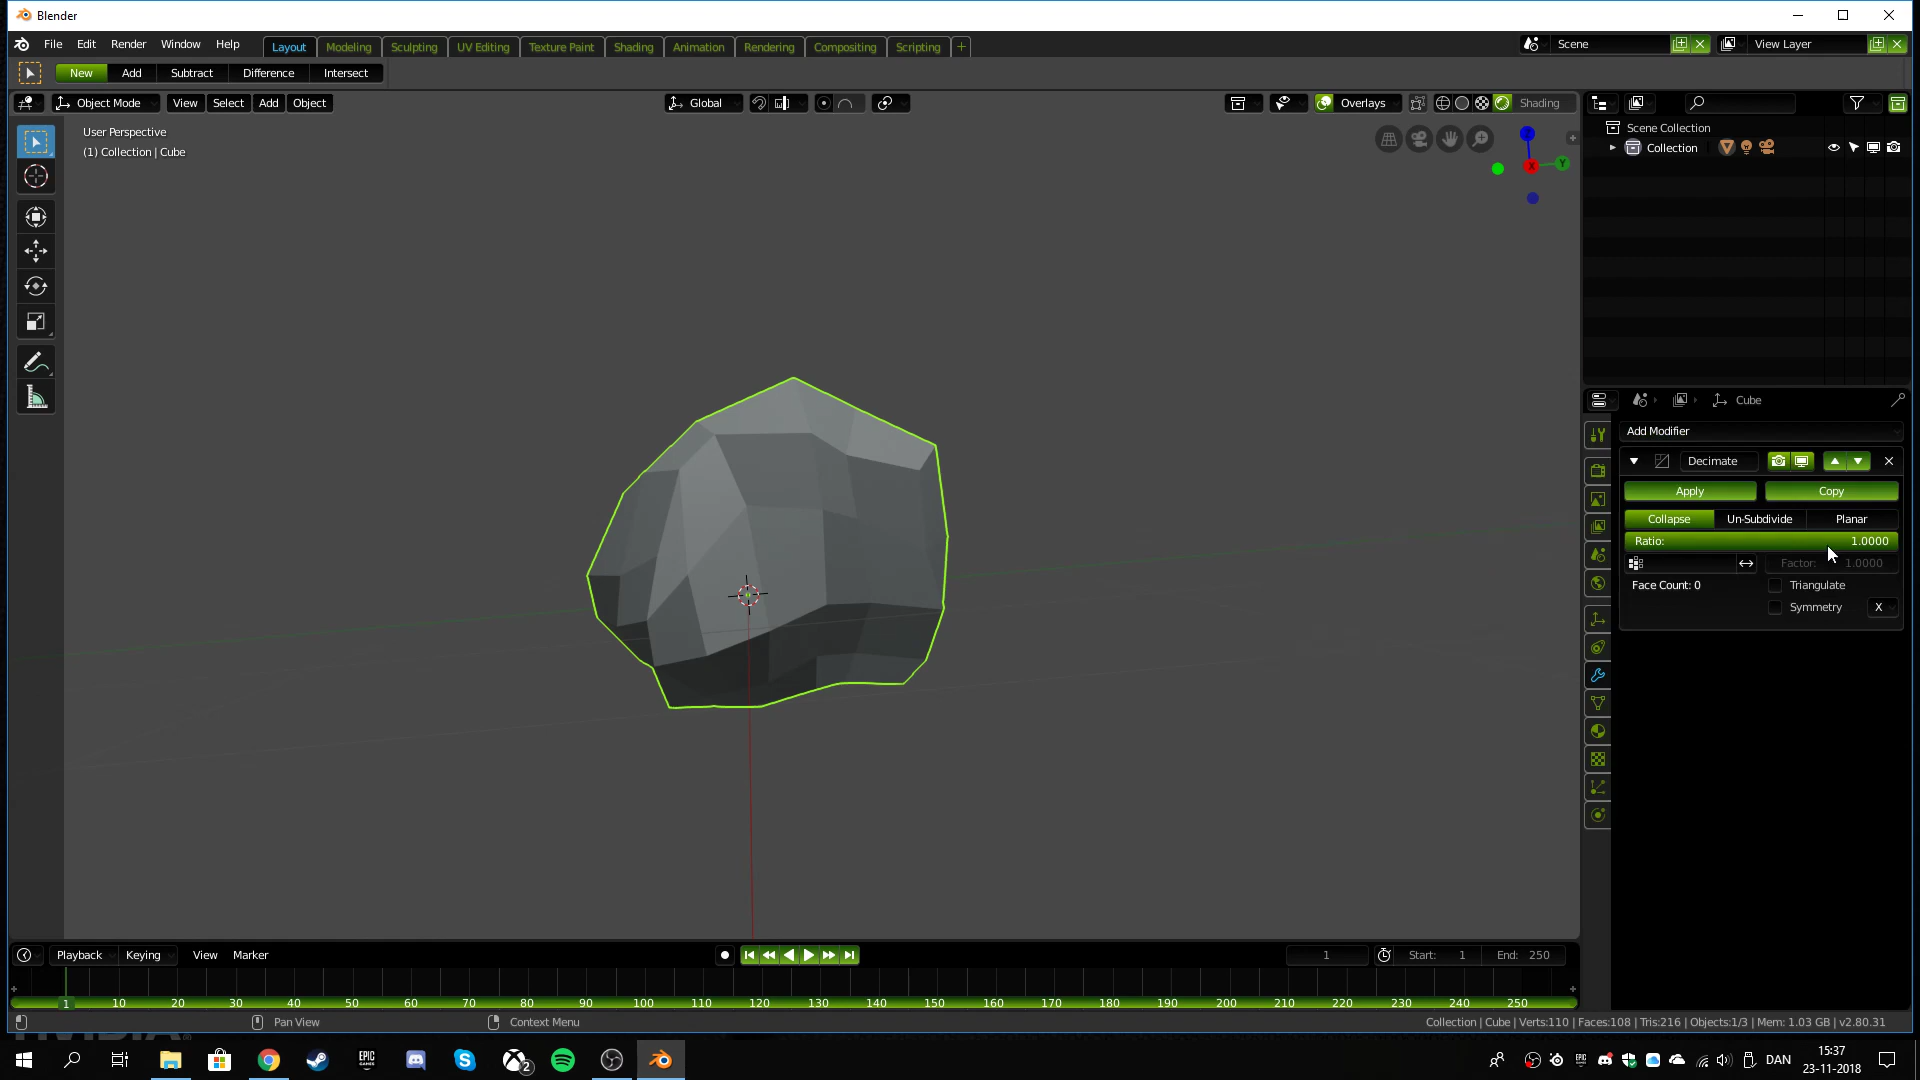 Blender
File Edit Render Window Help Layout Modeling Sculpting UV Editing Texture Paint Shading Animation Rendering Compositing Scripting Scene View Layer
New Add Subtract Difference Intersect
Object Mode View Select Add Object Global Overlays Shading
User Perspective
(1) Collection | Cube
Z
X
Y
Scene Collection
Collection
Cube
Add Modifier
Decimate
Apply Copy
Collapse Un-Subdivide Planar
Ratio: 1.0000
Factor: 1.0000
Face Count: 0 Triangulate
Symmetry X
Playback Keying View Marker 1 Start: 1 End: 250
1 10 20 30 40 50 60 70 80 90 100 110 120 130 140 150 160 170 180 190 200 210 220 230 240 250
Pan View Context Menu Collection | Cube | Verts:110 | Faces:108 | Tris:216 | Objects:1/3 | Mem: 1.03 GB | v2.80.31
EPIC GAMES 2 DAN 15:37
23-11-2018